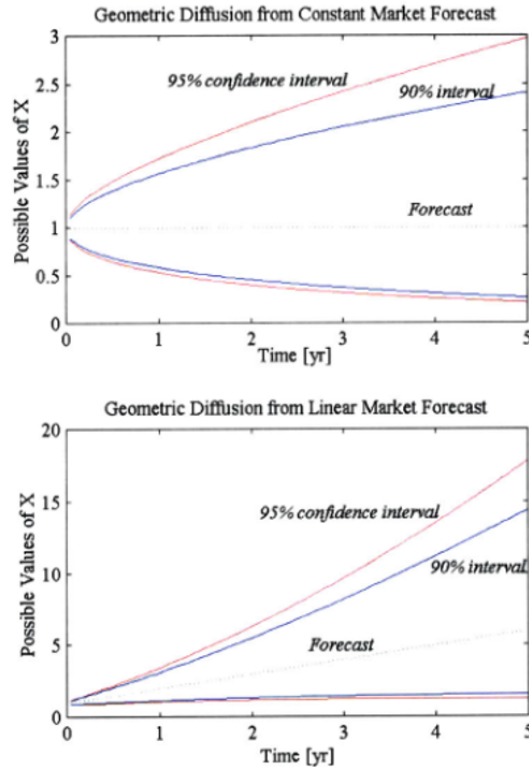 Geometric Diffusion from Constant Market Forecast
3
2.5
2
1.5
1
0.5
0
Possible Values of X
95% confidence interval
90% interval
Forecast
0 1 2 3 4 5
Time [yr]
Geometric Diffusion from Linear Market Forecast
20
15
10
5
0
Possible Values of X
95% confidence interval
90% interval
Forecast
0 1 2 3 4 5
Time [yr]